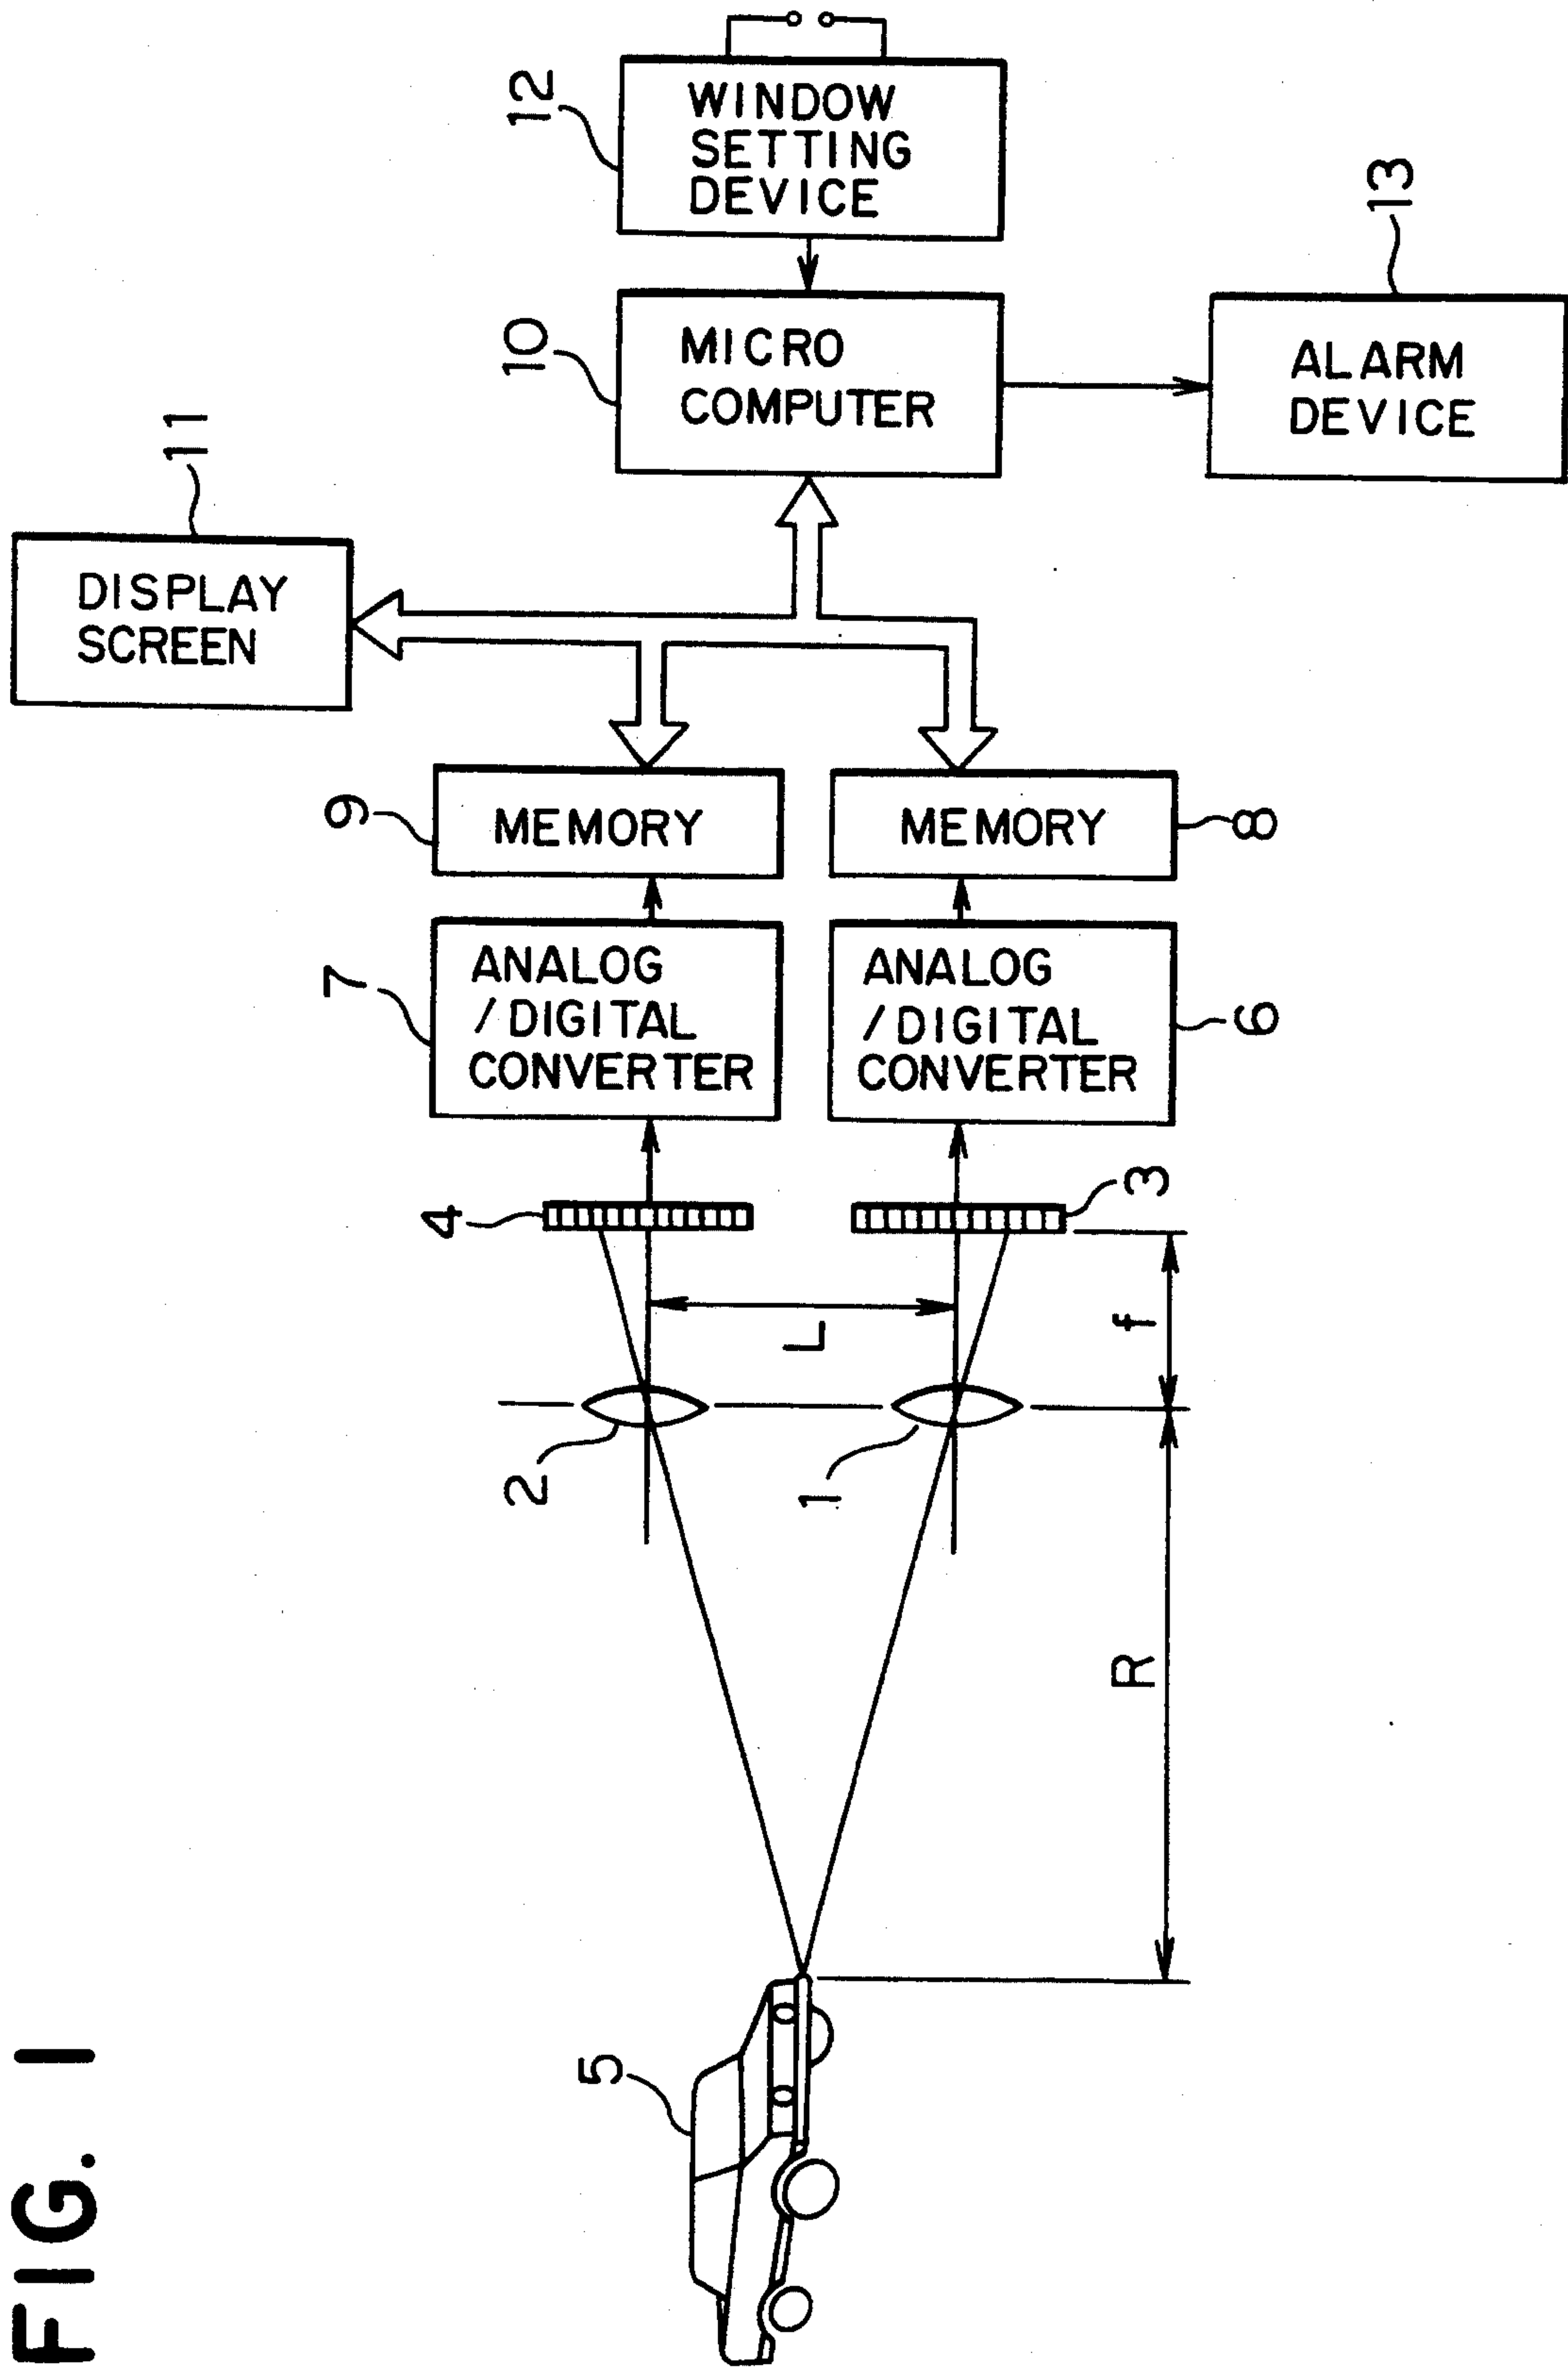 FIG. 1
12
WINDOW
SETTING
DEVICE
13
10
MICRO
COMPUTER
ALARM
DEVICE
11
DISPLAY
SCREEN
9
MEMORY
MEMORY
8
7
ANALOG
/DIGITAL
CONVERTER
ANALOG
/DIGITAL
CONVERTER
6
4
3
L
f
2
1
R
5